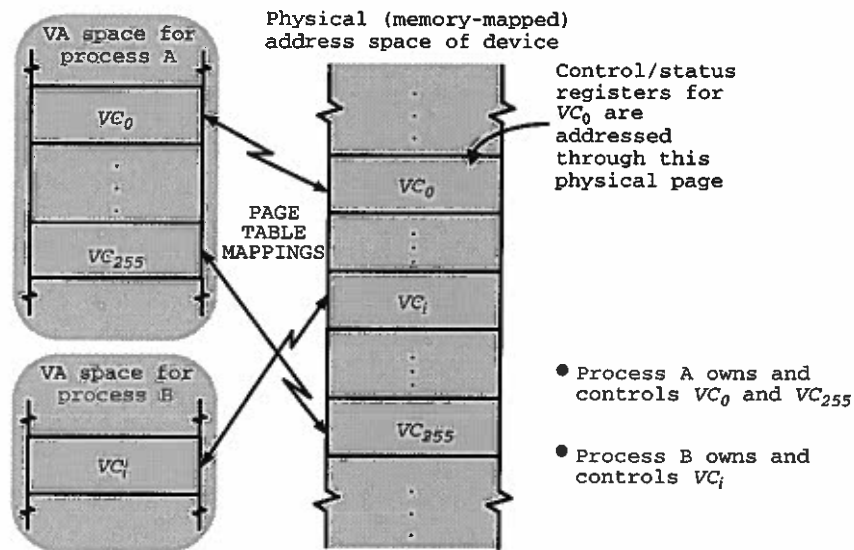 VA space for
process A
VC0
VC255
VA space for
process B
VCi
PAGE
TABLE
MAPPINGS
Physical (memory-mapped)
address space of device
VC0
VCi
VC255
Control/status
registers for
VC0 are
addressed
through this
physical page
● Process A owns and
controls VC0 and VC255
● Process B owns and
controls VCi